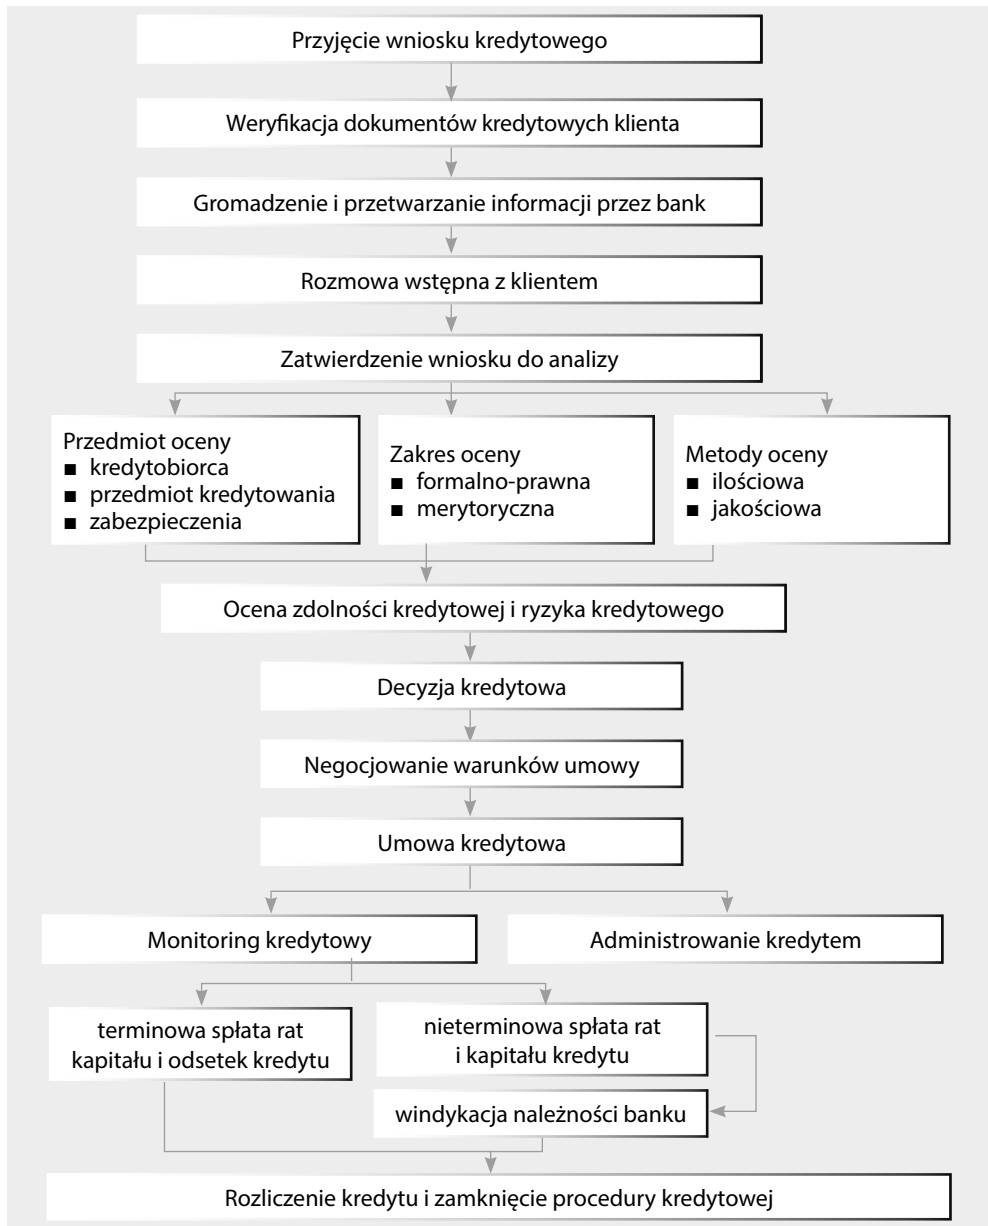 Przyjęcie wniosku kredytowego
Weryfikacja dokumentów kredytowych klienta
Gromadzenie i przetwarzanie informacji przez bank
Rozmowa wstępna z klientem
Zatwierdzenie wniosku do analizy
Przedmiot oceny
■ kredytobiorca
■ przedmiot kredytowania
■ zabezpieczenia
Zakres oceny
■ formalno-prawna
■ merytoryczna
Metody oceny
■ ilościowa
■ jakościowa
Ocena zdolności kredytowej i ryzyka kredytowego
Decyzja kredytowa
Negocjowanie warunków umowy
Umowa kredytowa
Monitoring kredytowy
Administrowanie kredytem
terminowa spłata rat
kapitału i odsetek kredytu
nieterminowa spłata rat
i kapitału kredytu
windykacja należności banku
Rozliczenie kredytu i zamknięcie procedury kredytowej